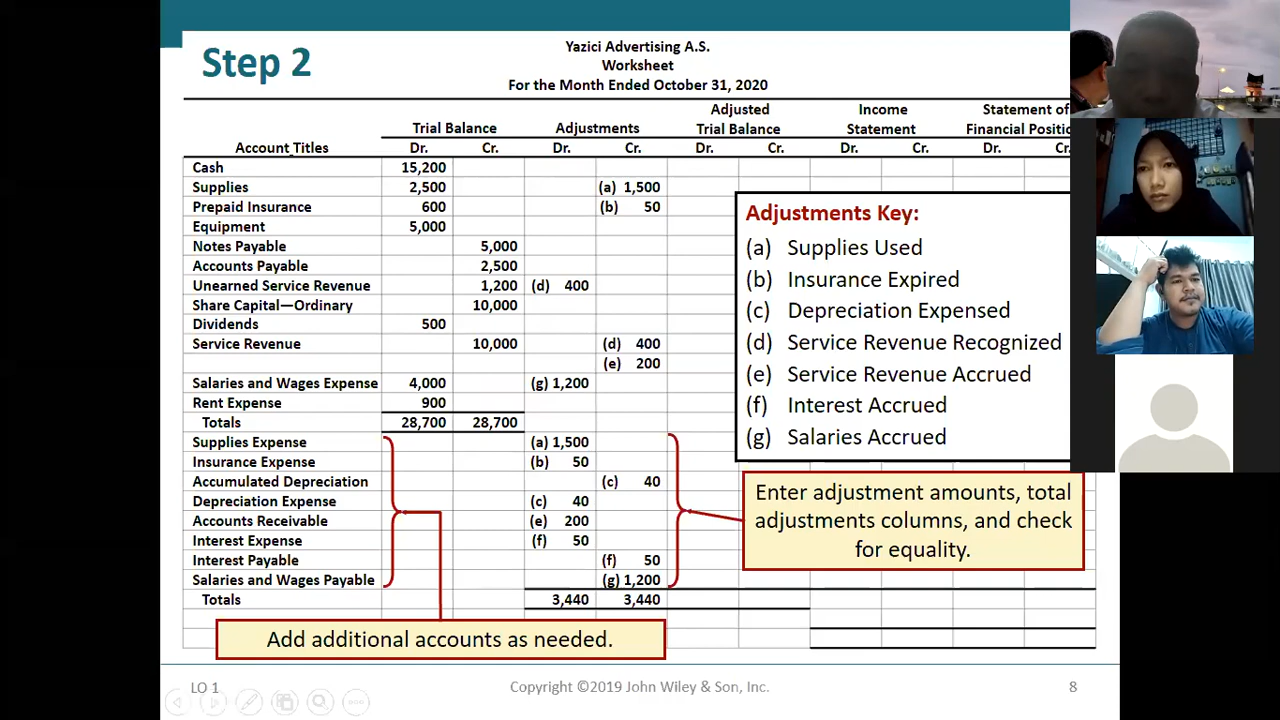 Step 2
Yazici Advertising A.S.
Worksheet
For the Month Ended October 31, 2020
Adjusted Income Statement of
Trial Balance Adjustments Trial Balance Statement Financial Positio
Account Titles Dr. Cr. Dr. Cr. Dr. Cr. Dr. Cr. Dr. Cr.
Cash 15,200
Supplies 2,500 (a) 1,500
Prepaid Insurance 600 (b) 50
Equipment 5,000
Notes Payable 5,000
Accounts Payable 2,500
Unearned Service Revenue 1,200 (d) 400
Share Capital—Ordinary 10,000
Dividends 500
Service Revenue 10,000 (d) 400
(e) 200
Salaries and Wages Expense 4,000 (g) 1,200
Rent Expense 900
Totals 28,700 28,700
Supplies Expense (a) 1,500
Insurance Expense (b) 50
Accumulated Depreciation (c) 40
Depreciation Expense (c) 40
Accounts Receivable (e) 200
Interest Expense (f) 50
Interest Payable (f) 50
Salaries and Wages Payable (g) 1,200
Totals 3,440 3,440
Adjustments Key:
(a) Supplies Used
(b) Insurance Expired
(c) Depreciation Expensed
(d) Service Revenue Recognized
(e) Service Revenue Accrued
(f) Interest Accrued
(g) Salaries Accrued
Enter adjustment amounts, total
adjustments columns, and check
for equality.
Add additional accounts as needed.
LO 1
Copyright ©2019 John Wiley & Son, Inc.
8